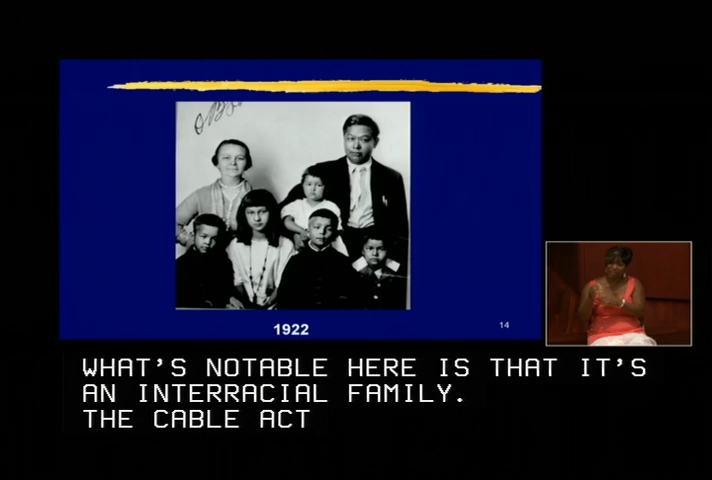 1922
14
WHAT'S NOTABLE HERE IS THAT IT'S
AN INTERRACIAL FAMILY.
THE CABLE ACT